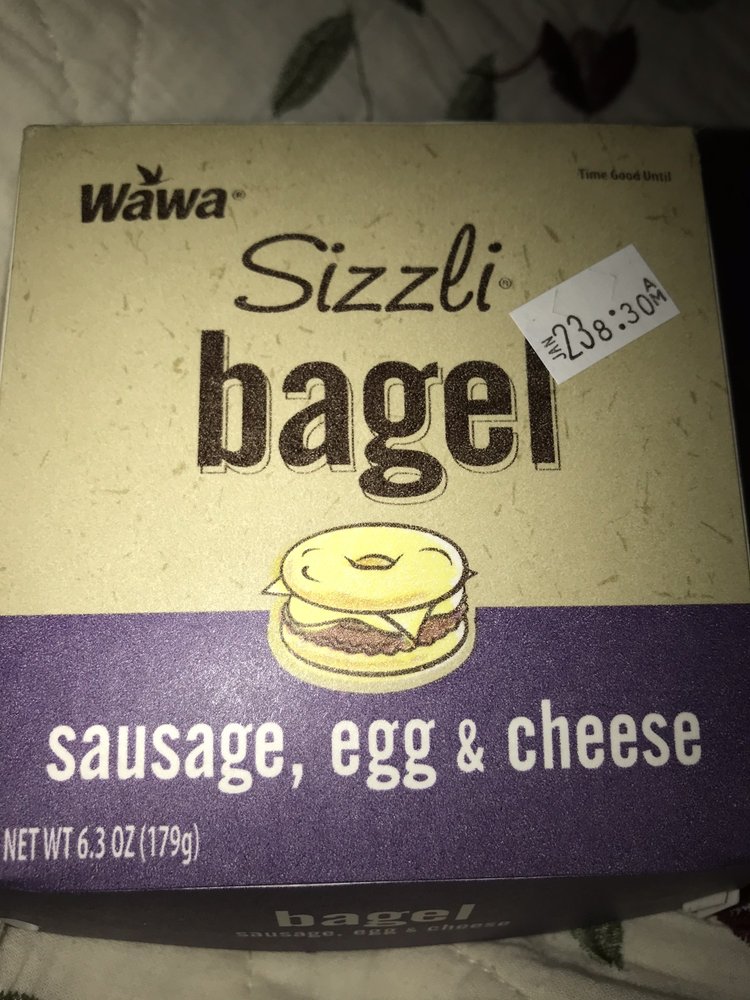 Wawa®
Time Good Until
Sizzli®
JAN 23 8:30 AM
bagel
sausage, egg & cheese
NET WT 6.3 OZ (179g)
bagel
sausage, egg & cheese